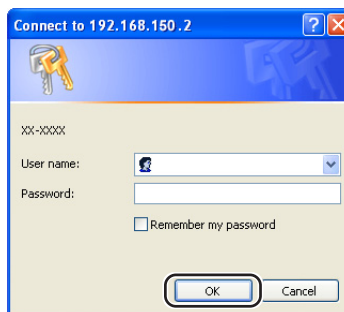 Connect to 192.168.150.2
XX-XXXX
User name:
Password:
Remember my password
OK Cancel